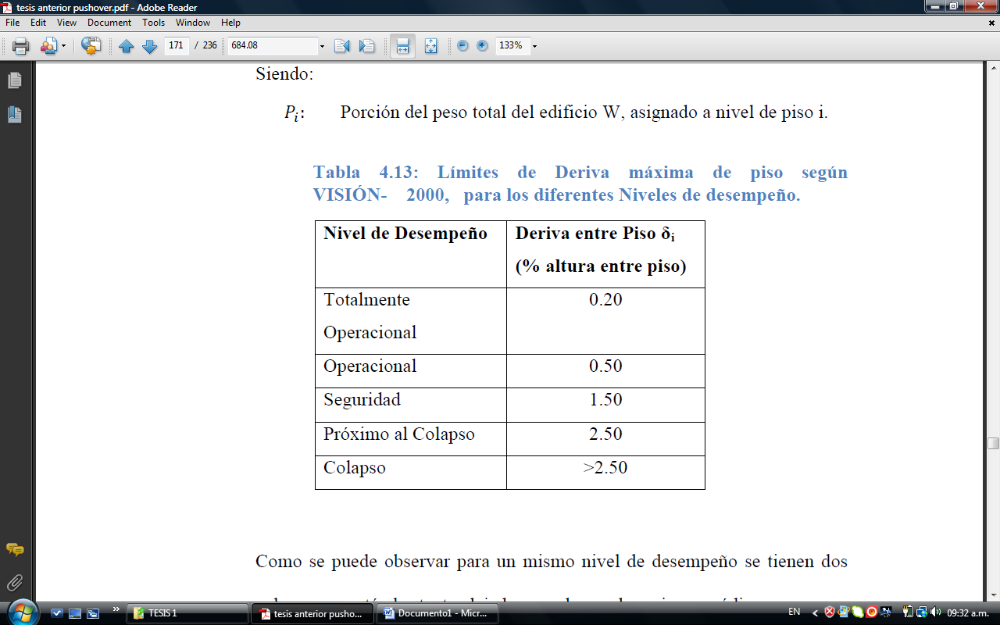 tesis anterior pushover.pdf - Adobe Reader
File Edit View Document Tools Window Help
171 / 236 684.08 133%
Siendo:
Pᵢ: Porción del peso total del edificio W, asignado a nivel de piso i.
Tabla 4.13: Límites de Deriva máxima de piso según
VISIÓN- 2000, para los diferentes Niveles de desempeño.
Nivel de Desempeño Deriva entre Piso δᵢ
(% altura entre piso)
Totalmente 0.20
Operacional
Operacional 0.50
Seguridad 1.50
Próximo al Colapso 2.50
Colapso >2.50
Como se puede observar para un mismo nivel de desempeño se tienen dos
TESIS 1 tesis anterior pusho... Documento1 - Micr... EN 09:32 a.m.